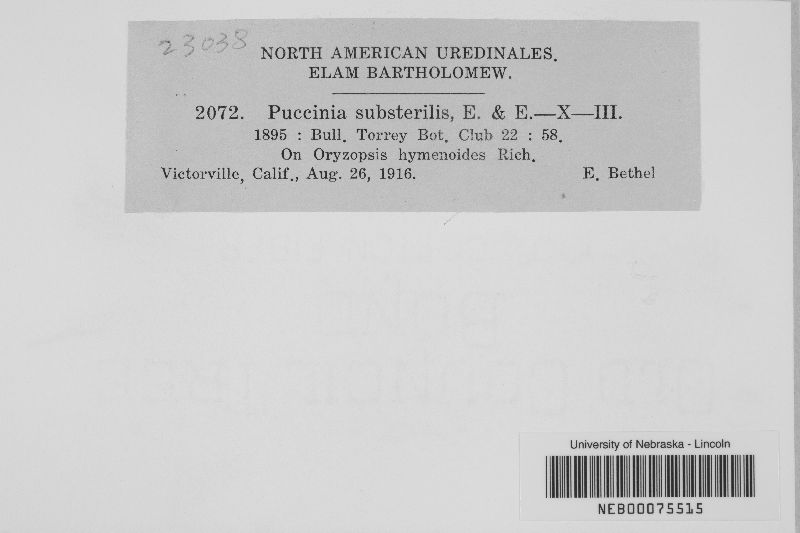 23038
NORTH AMERICAN UREDINALES.
ELAM BARTHOLOMEW.
2072. Puccinia substerilis, E. & E.—X—III.
1895 : Bull. Torrey Bot. Club 22 : 58.
On Oryzopsis hymenoides Rich.
Victorville, Calif., Aug. 26, 1916. E. Bethel
University of Nebraska - Lincoln
NEB00075515